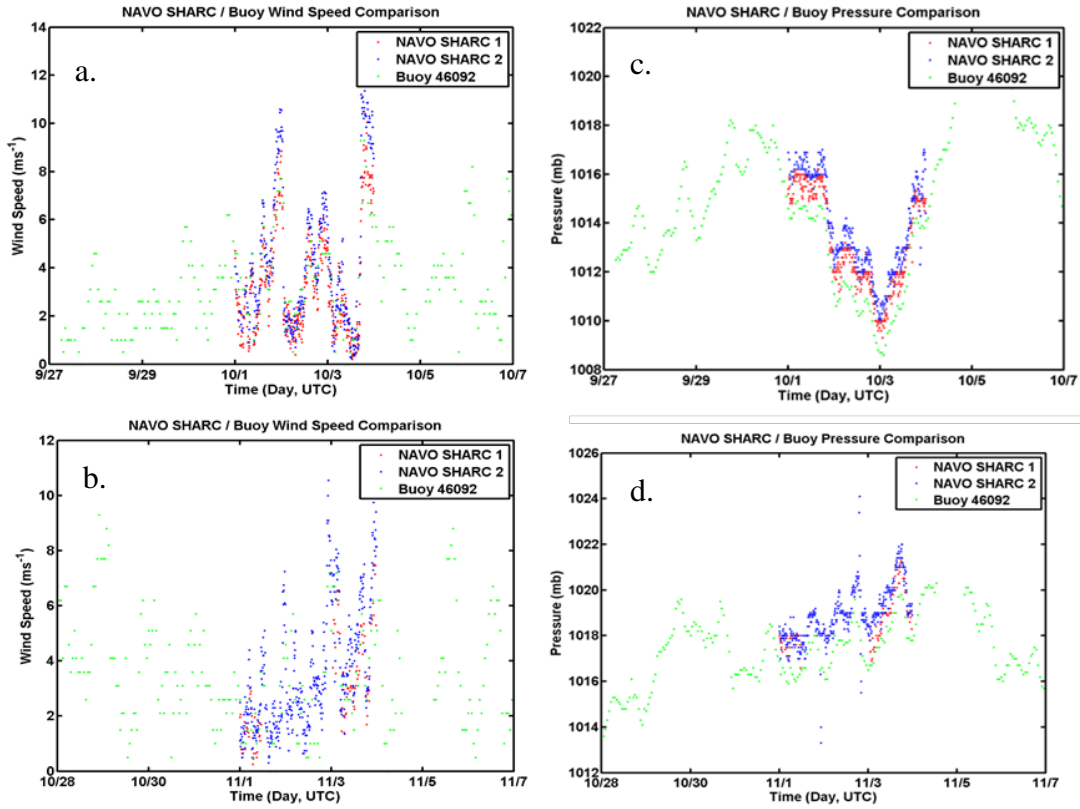 NAVO SHARC / Buoy Wind Speed Comparison
a.
NAVO SHARC 1
NAVO SHARC 2
Buoy 46092
14
12
10
8
6
4
2
0
Wind Speed (ms-1)
9/27 9/29 10/1 10/3 10/5 10/7
Time (Day, UTC)
NAVO SHARC / Buoy Pressure Comparison
c.
NAVO SHARC 1
NAVO SHARC 2
Buoy 46092
1022
1020
1018
1016
1014
1012
1010
1008
Pressure (mb)
9/27 9/29 10/1 10/3 10/5 10/7
Time (Day, UTC)
NAVO SHARC / Buoy Wind Speed Comparison
b.
NAVO SHARC 1
NAVO SHARC 2
Buoy 46092
12
10
8
6
4
2
0
Wind Speed (ms-1)
10/28 10/30 11/1 11/3 11/5 11/7
Time (Day, UTC)
NAVO SHARC / Buoy Pressure Comparison
d.
NAVO SHARC 1
NAVO SHARC 2
Buoy 46092
1026
1024
1022
1020
1018
1016
1014
1012
Pressure (mb)
10/28 10/30 11/1 11/3 11/5 11/7
Time (Day, UTC)